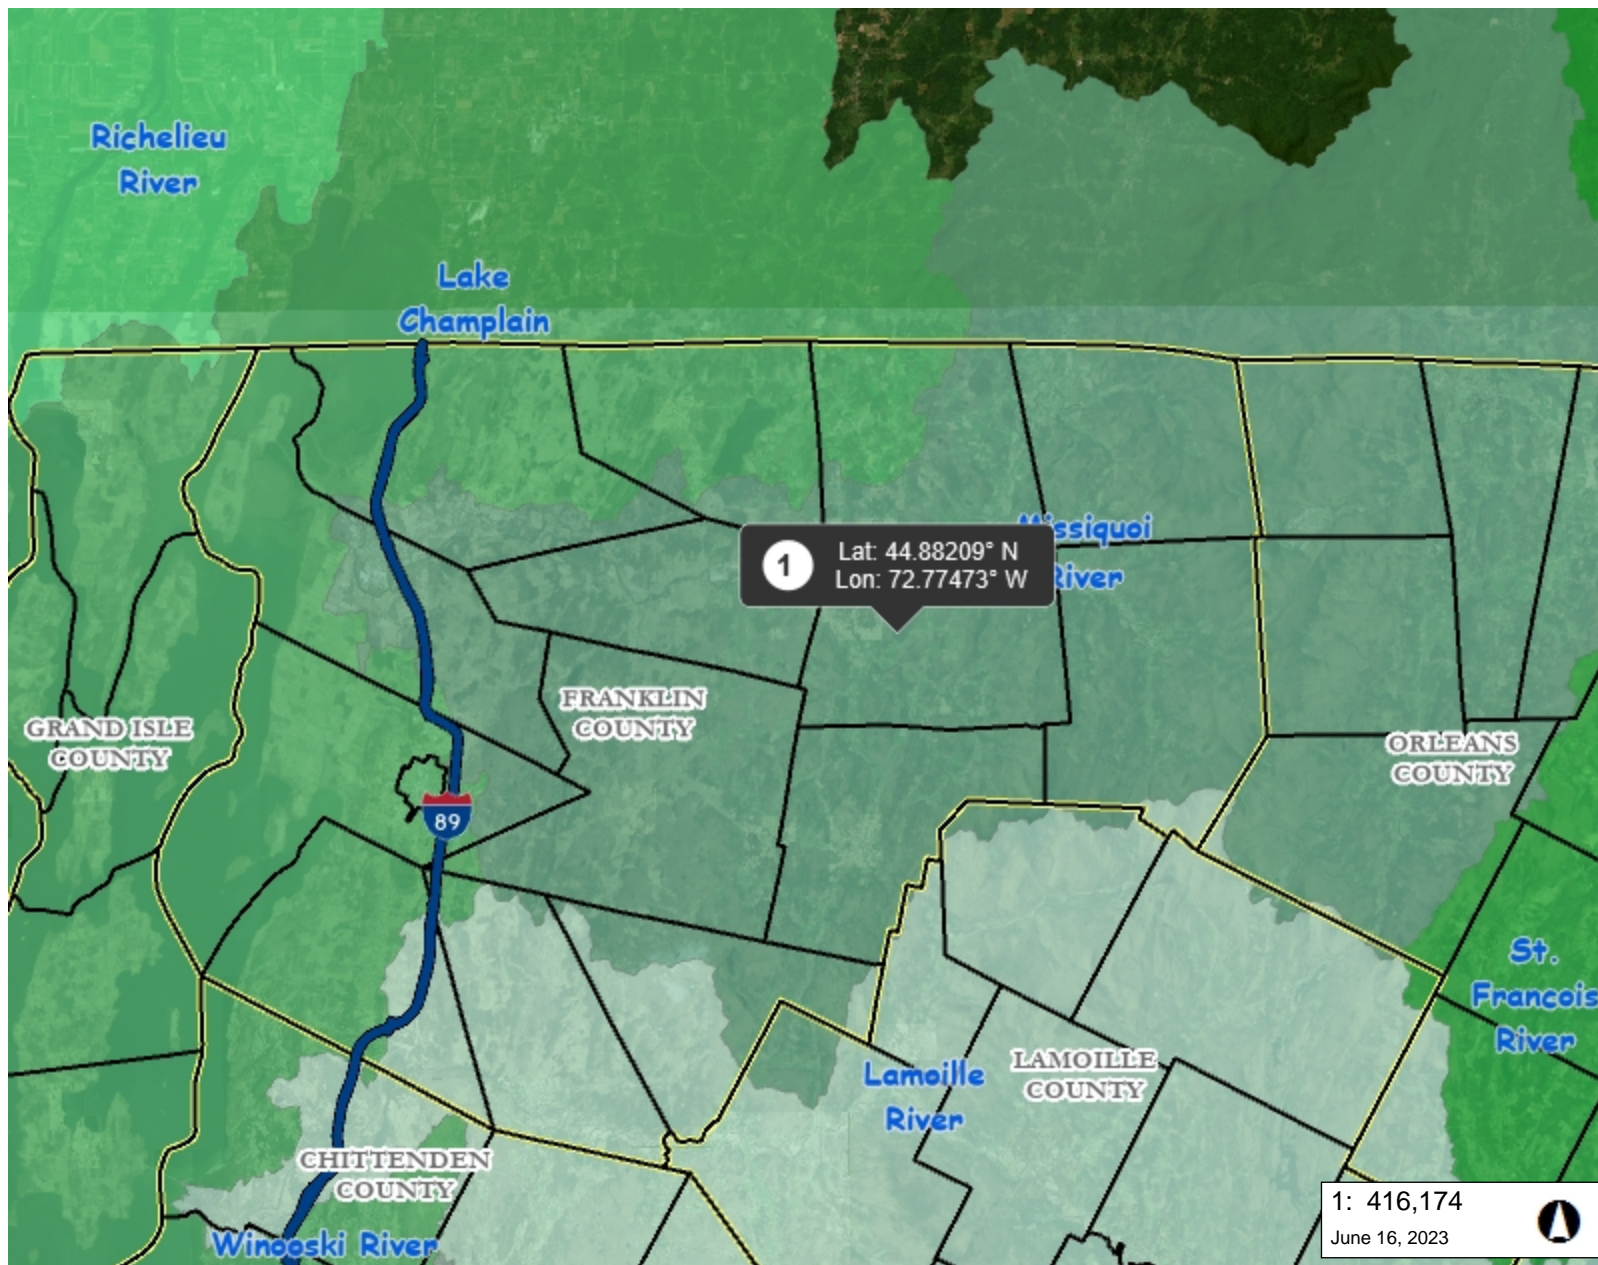 Richelieu
River
Lake
Champlain
Missiquoi
River
1
Lat: 44.88209° N
Lon: 72.77473° W
FRANKLIN
COUNTY
GRAND ISLE
COUNTY
ORLEANS
COUNTY
89
St.
Francois
River
Lamoille
River
LAMOILLE
COUNTY
CHITTENDEN
COUNTY
Winooski River
1: 416,174
June 16, 2023